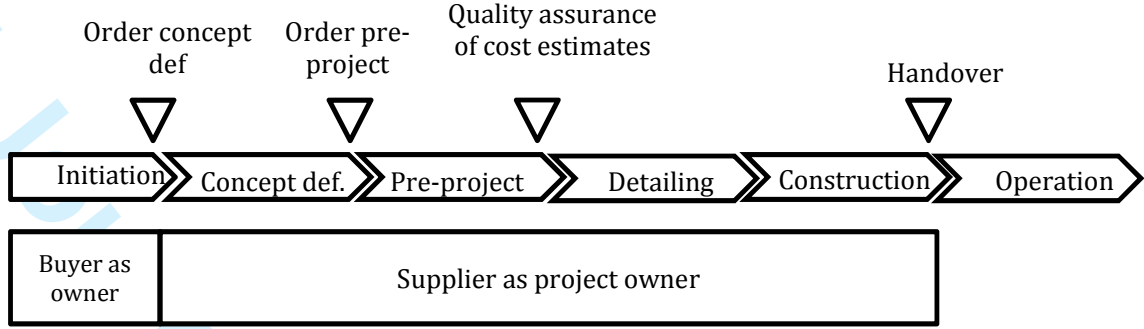 Order concept
def
Order pre-
project
Quality assurance
of cost estimates
Handover
Initiation
Concept def.
Pre-project
Detailing
Construction
Operation
Buyer as
owner
Supplier as project owner